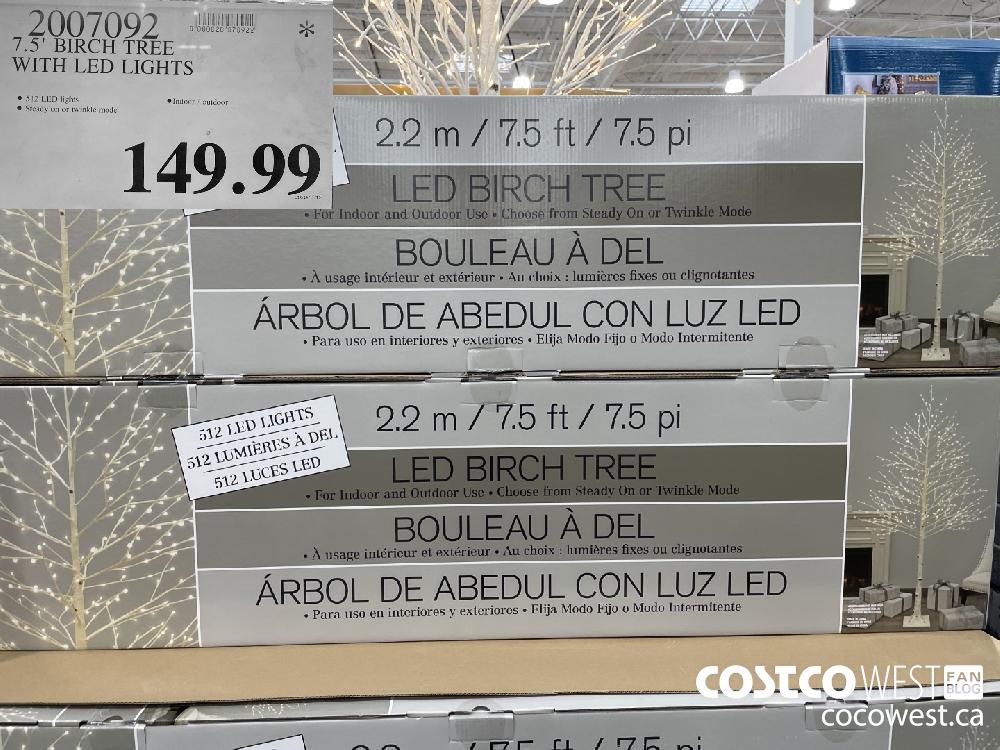 2007092
7.5' BIRCH TREE
WITH LED LIGHTS
*
• 512 LED lights
• Steady on or twinkle mode
• Indoor / outdoor
149.99
2.2 m / 7.5 ft / 7.5 pi
LED BIRCH TREE
• For Indoor and Outdoor Use • Choose from Steady On or Twinkle Mode
BOULEAU À DEL
• À usage intérieur et extérieur • Au choix : lumières fixes ou clignotantes
ÁRBOL DE ABEDUL CON LUZ LED
• Para uso en interiores y exteriores • Elija Modo Fijo o Modo Intermitente
512 LED LIGHTS
512 LUMIÈRES À DEL
512 LUCES LED
2.2 m / 7.5 ft / 7.5 pi
LED BIRCH TREE
• For Indoor and Outdoor Use • Choose from Steady On or Twinkle Mode
BOULEAU À DEL
• À usage intérieur et extérieur • Au choix : lumières fixes ou clignotantes
ÁRBOL DE ABEDUL CON LUZ LED
• Para uso en interiores y exteriores • Elija Modo Fijo o Modo Intermitente
COSTCO WEST FAN BLOG
cocowest.ca